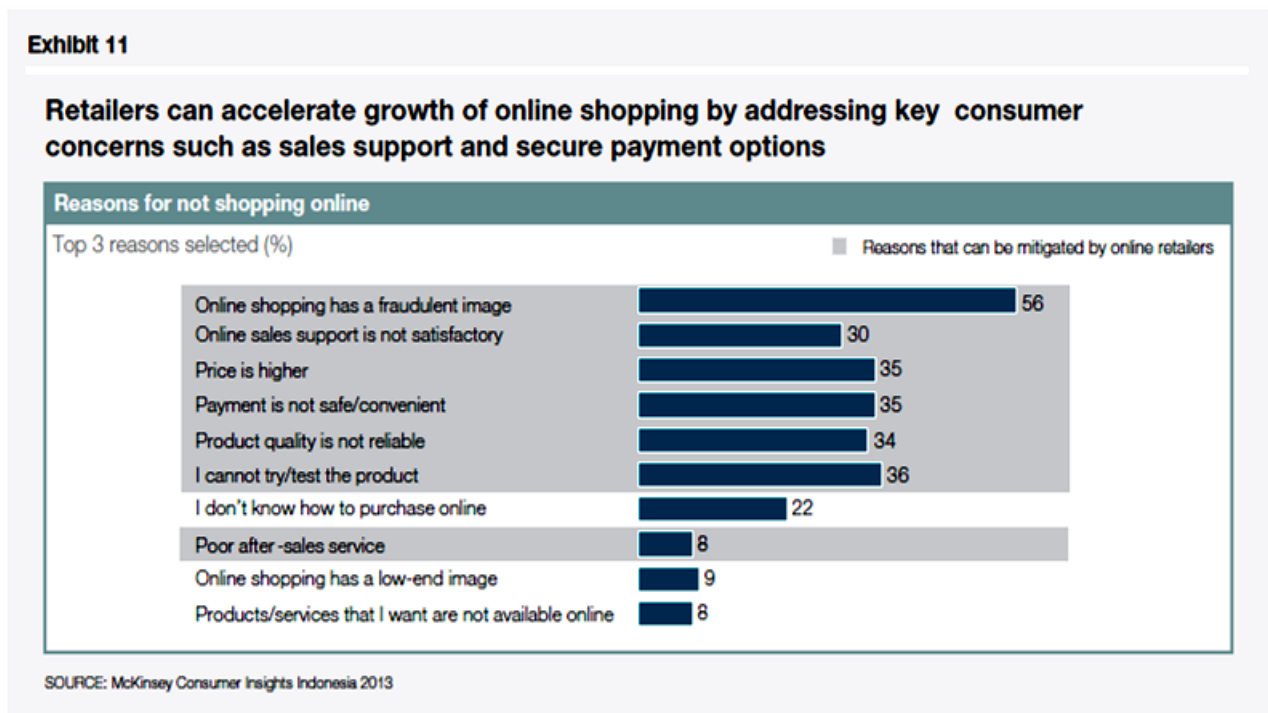 Exhibit 11
Retailers can accelerate growth of online shopping by addressing key consumer
concerns such as sales support and secure payment options
Reasons for not shopping online
Top 3 reasons selected (%)
Reasons that can be mitigated by online retailers
Online shopping has a fraudulent image 56
Online sales support is not satisfactory 30
Price is higher 35
Payment is not safe/convenient 35
Product quality is not reliable 34
I cannot try/test the product 36
I don't know how to purchase online 22
Poor after-sales service 8
Online shopping has a low-end image 9
Products/services that I want are not available online 8
SOURCE: McKinsey Consumer Insights Indonesia 2013